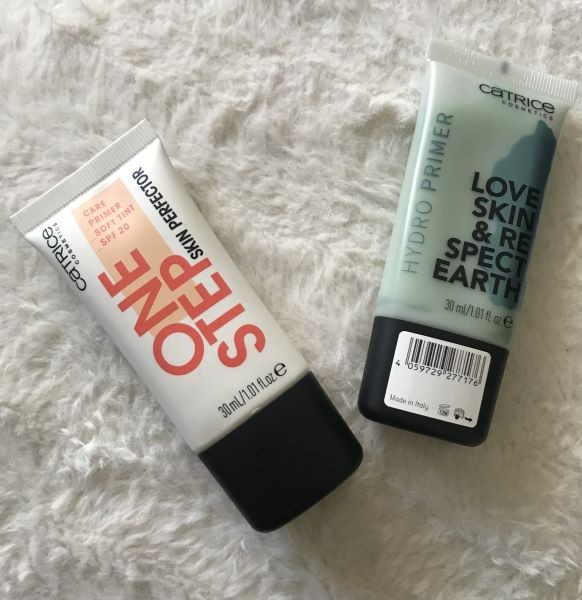 CARE
PRIMER
SOFT TINT
SPF 20
CATRICE
COSMETICS
ONE
STEP
SKIN PERFECTOR
30 mL/1.01 fl.oz ℮
CATRICE
COSMETICS
HYDRO PRIMER
LOVE
SKIN
& RE
SPECT
EARTH
30 ml/1.01 fl.oz ℮
4 059729 277176
Made in Italy
12M